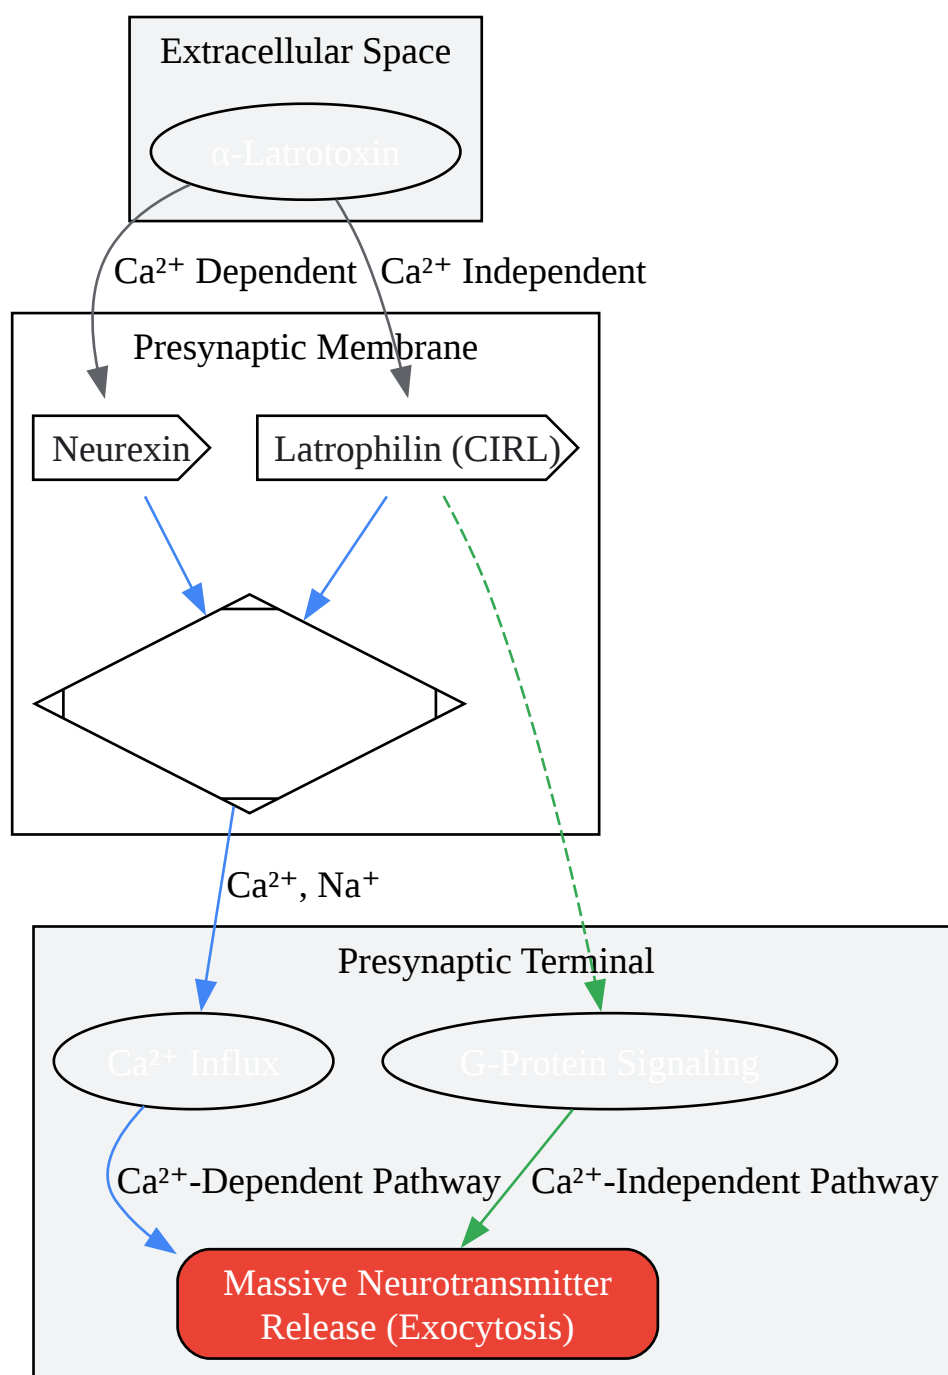 Extracellular Space
α-Latrotoxin
Ca²⁺ Dependent
Ca²⁺ Independent
Presynaptic Membrane
Neurexin
Latrophilin (CIRL)
Ca²⁺, Na⁺
Presynaptic Terminal
Ca²⁺ Influx
G-Protein Signaling
Ca²⁺-Dependent Pathway
Ca²⁺-Independent Pathway
Massive Neurotransmitter
Release (Exocytosis)